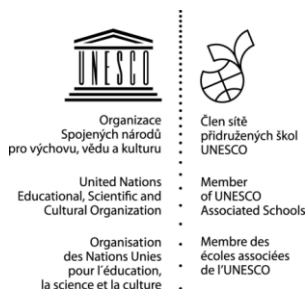 UNESCO
Organizace
Spojených národů
pro výchovu, vědu a kulturu
United Nations
Educational, Scientific and
Cultural Organization
Organisation
des Nations Unies
pour l'éducation,
la science et la culture
Člen sítě
přidružených škol
UNESCO
Member
of UNESCO
Associated Schools
Membre des
écoles associées
de l'UNESCO